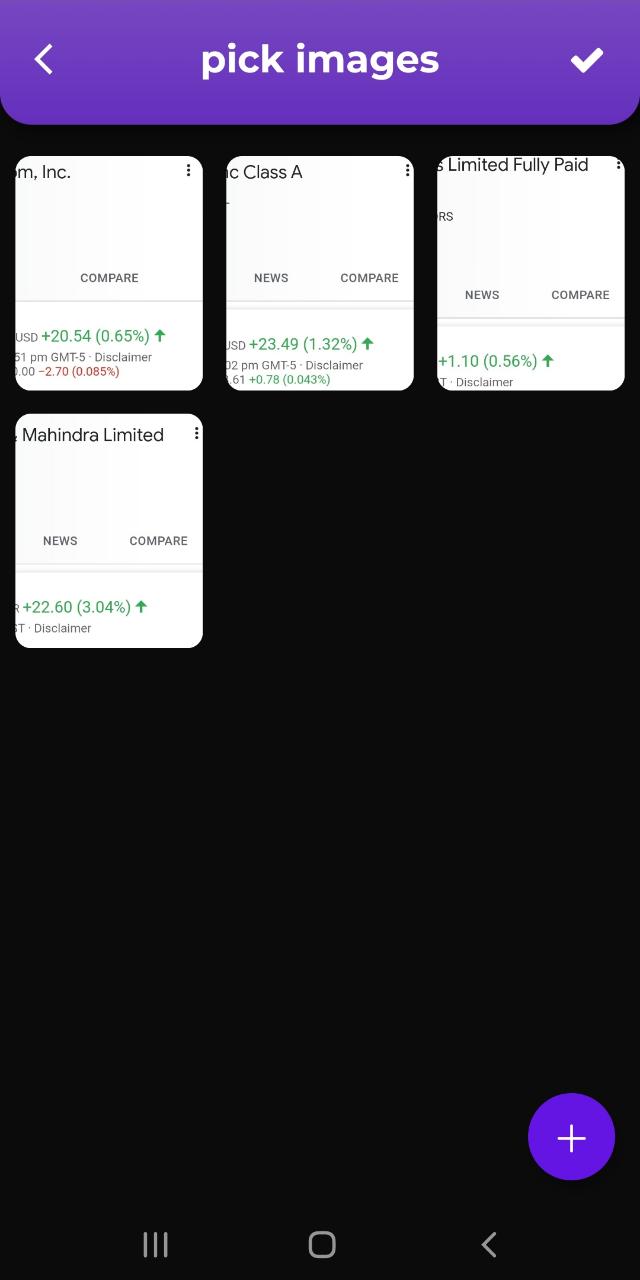 pick images
om, Inc.
COMPARE
USD +20.54 (0.65%)
51 pm GMT-5 · Disclaimer
0.00 −2.70 (0.085%)
nc Class A
NEWS COMPARE
USD +23.49 (1.32%)
02 pm GMT-5 · Disclaimer
.61 +0.78 (0.043%)
s Limited Fully Paid
ORS
NEWS COMPARE
+1.10 (0.56%)
T · Disclaimer
& Mahindra Limited
NEWS COMPARE
R +22.60 (3.04%)
ST · Disclaimer